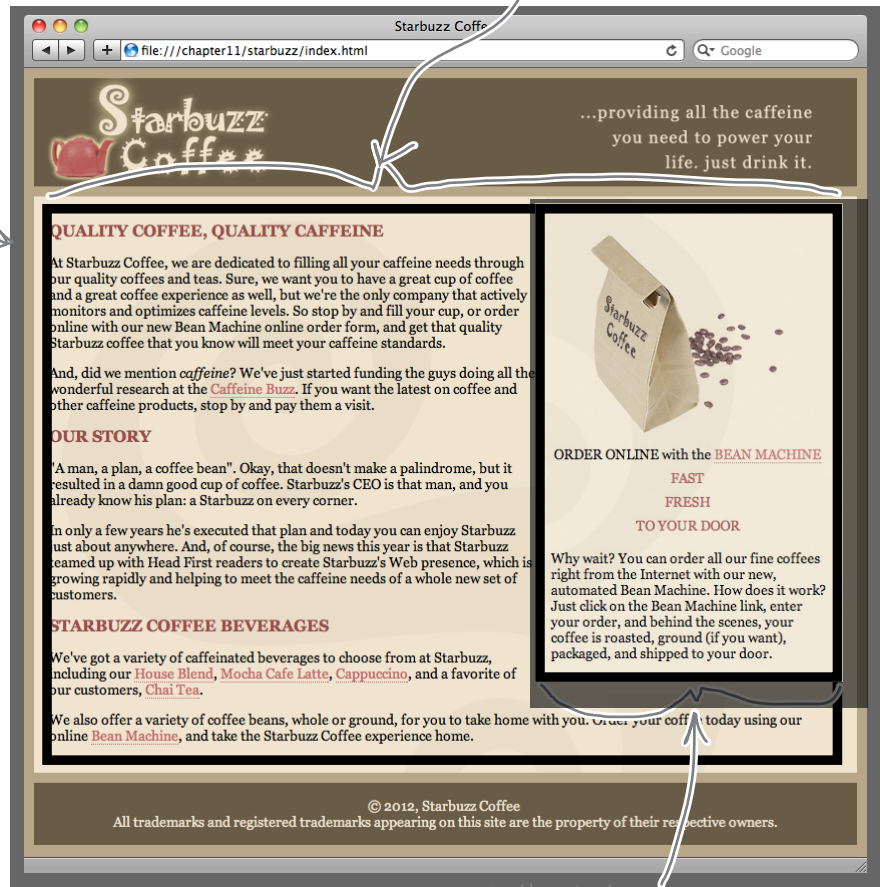 Starbuzz Coffee
file:///chapter11/starbuzz/index.html
Google
Starbuzz
Coffee
...providing all the caffeine
you need to power your
life. just drink it.
QUALITY COFFEE, QUALITY CAFFEINE
At Starbuzz Coffee, we are dedicated to filling all your caffeine needs through
our quality coffees and teas. Sure, we want you to have a great cup of coffee
and a great coffee experience as well, but we're the only company that actively
monitors and optimizes caffeine levels. So stop by and fill your cup, or order
online with our new Bean Machine online order form, and get that quality
Starbuzz coffee that you know will meet your caffeine standards.
And, did we mention caffeine? We've just started funding the guys doing all the
wonderful research at the Caffeine Buzz. If you want the latest on coffee and
other caffeine products, stop by and pay them a visit.
OUR STORY
"A man, a plan, a coffee bean". Okay, that doesn't make a palindrome, but it
resulted in a damn good cup of coffee. Starbuzz's CEO is that man, and you
already know his plan: a Starbuzz on every corner.
In only a few years he's executed that plan and today you can enjoy Starbuzz
just about anywhere. And, of course, the big news this year is that Starbuzz
teamed up with Head First readers to create Starbuzz's Web presence, which is
growing rapidly and helping to meet the caffeine needs of a whole new set of
customers.
STARBUZZ COFFEE BEVERAGES
We've got a variety of caffeinated beverages to choose from at Starbuzz,
including our House Blend, Mocha Cafe Latte, Cappuccino, and a favorite of
our customers, Chai Tea.
We also offer a variety of coffee beans, whole or ground, for you to take home with you. Order your coffee today using our
online Bean Machine, and take the Starbuzz Coffee experience home.
Starbuzz
Coffee
ORDER ONLINE with the BEAN MACHINE
FAST
FRESH
TO YOUR DOOR
Why wait? You can order all our fine coffees
right from the Internet with our new,
automated Bean Machine. How does it work?
Just click on the Bean Machine link, enter
your order, and behind the scenes, your
coffee is roasted, ground (if you want),
packaged, and shipped to your door.
© 2012, Starbuzz Coffee
All trademarks and registered trademarks appearing on this site are the property of their respective owners.